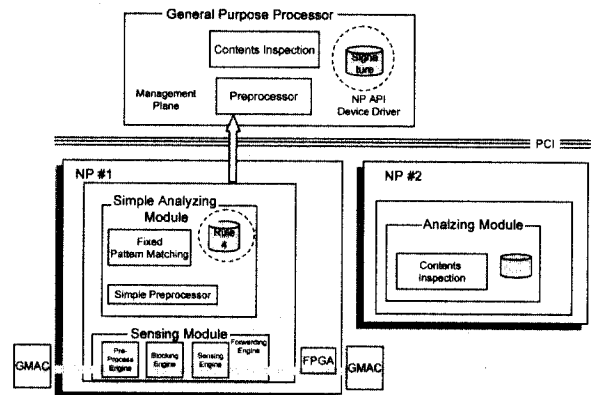 General Purpose Processor
Contents Inspection
Signa
ture
Management
Plane
Preprocessor
NP API
Device Driver
PCI
NP #1
NP #2
Simple Analyzing
Module
Fixed
Pattern Matching
Rule
4
Simple Preprocessor
Analzing Module
Contents
Inspection
Sensing Module
Pre-
Process
Engine
Blocking
Engine
Sensing
Engine
Forwarding
Engine
FPGA
GMAC
GMAC